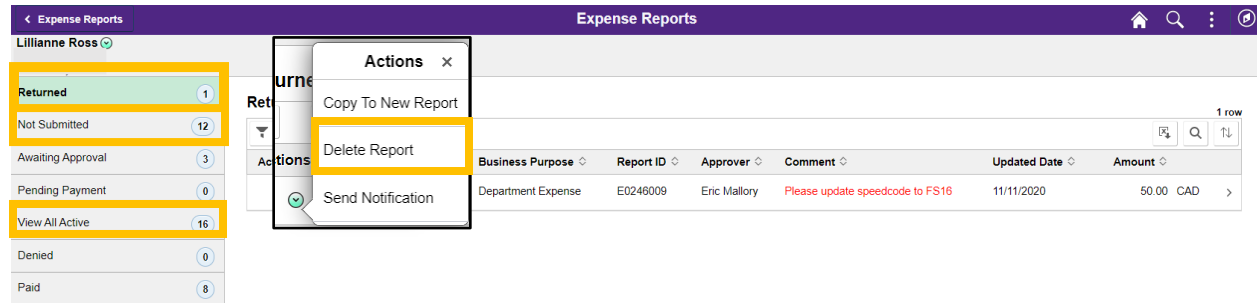 Expense Reports
Expense Reports
Lillianne Ross
Returned 1
Not Submitted 12
Awaiting Approval 3
Pending Payment 0
View All Active 16
Denied 0
Paid 8
Actions ×
Copy To New Report
Delete Report
Send Notification
1 row
Business Purpose Report ID Approver Comment Updated Date Amount
Department Expense E0246009 Eric Mallory Please update speedcode to FS16 11/11/2020 50.00 CAD